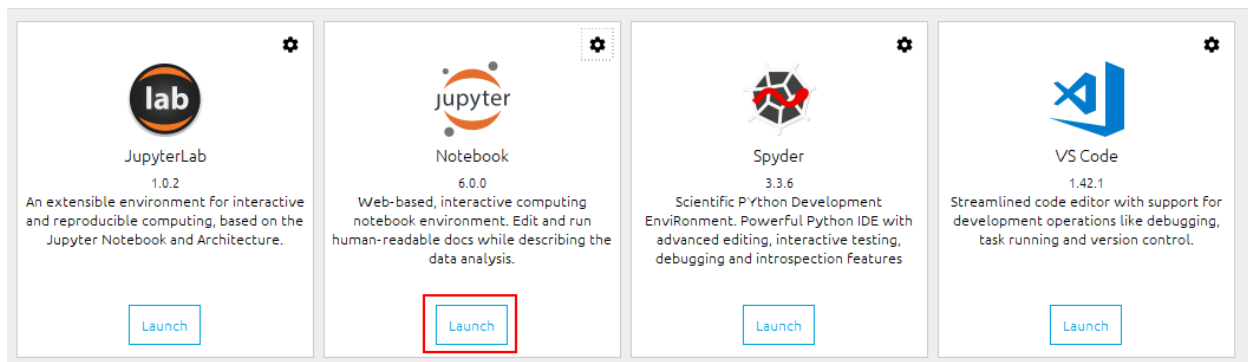 lab
JupyterLab
1.0.2
An extensible environment for interactive
and reproducible computing, based on the
Jupyter Notebook and Architecture.
Launch
jupyter
Notebook
6.0.0
Web-based, interactive computing
notebook environment. Edit and run
human-readable docs while describing the
data analysis.
Launch
Spyder
3.3.6
Scientific PYthon Development
EnviRonment. Powerful Python IDE with
advanced editing, interactive testing,
debugging and introspection features
Launch
VS Code
1.42.1
Streamlined code editor with support for
development operations like debugging,
task running and version control.
Launch